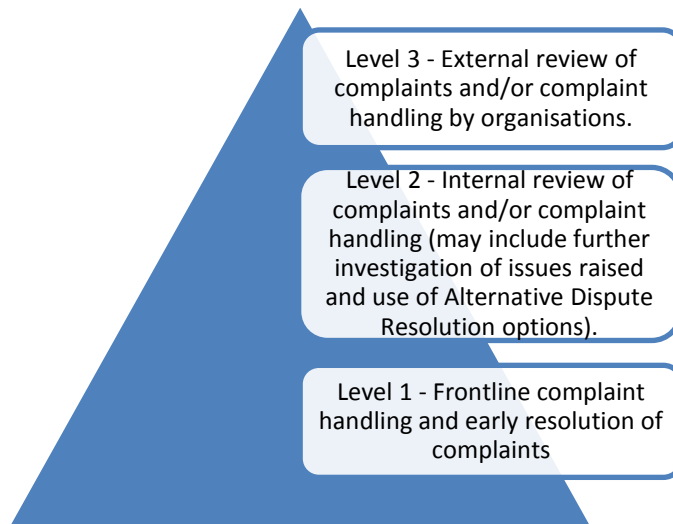 Level 3 - External review of
complaints and/or complaint
handling by organisations.
Level 2 - Internal review of
complaints and/or complaint
handling (may include further
investigation of issues raised
and use of Alternative Dispute
Resolution options).
Level 1 - Frontline complaint
handling and early resolution of
complaints